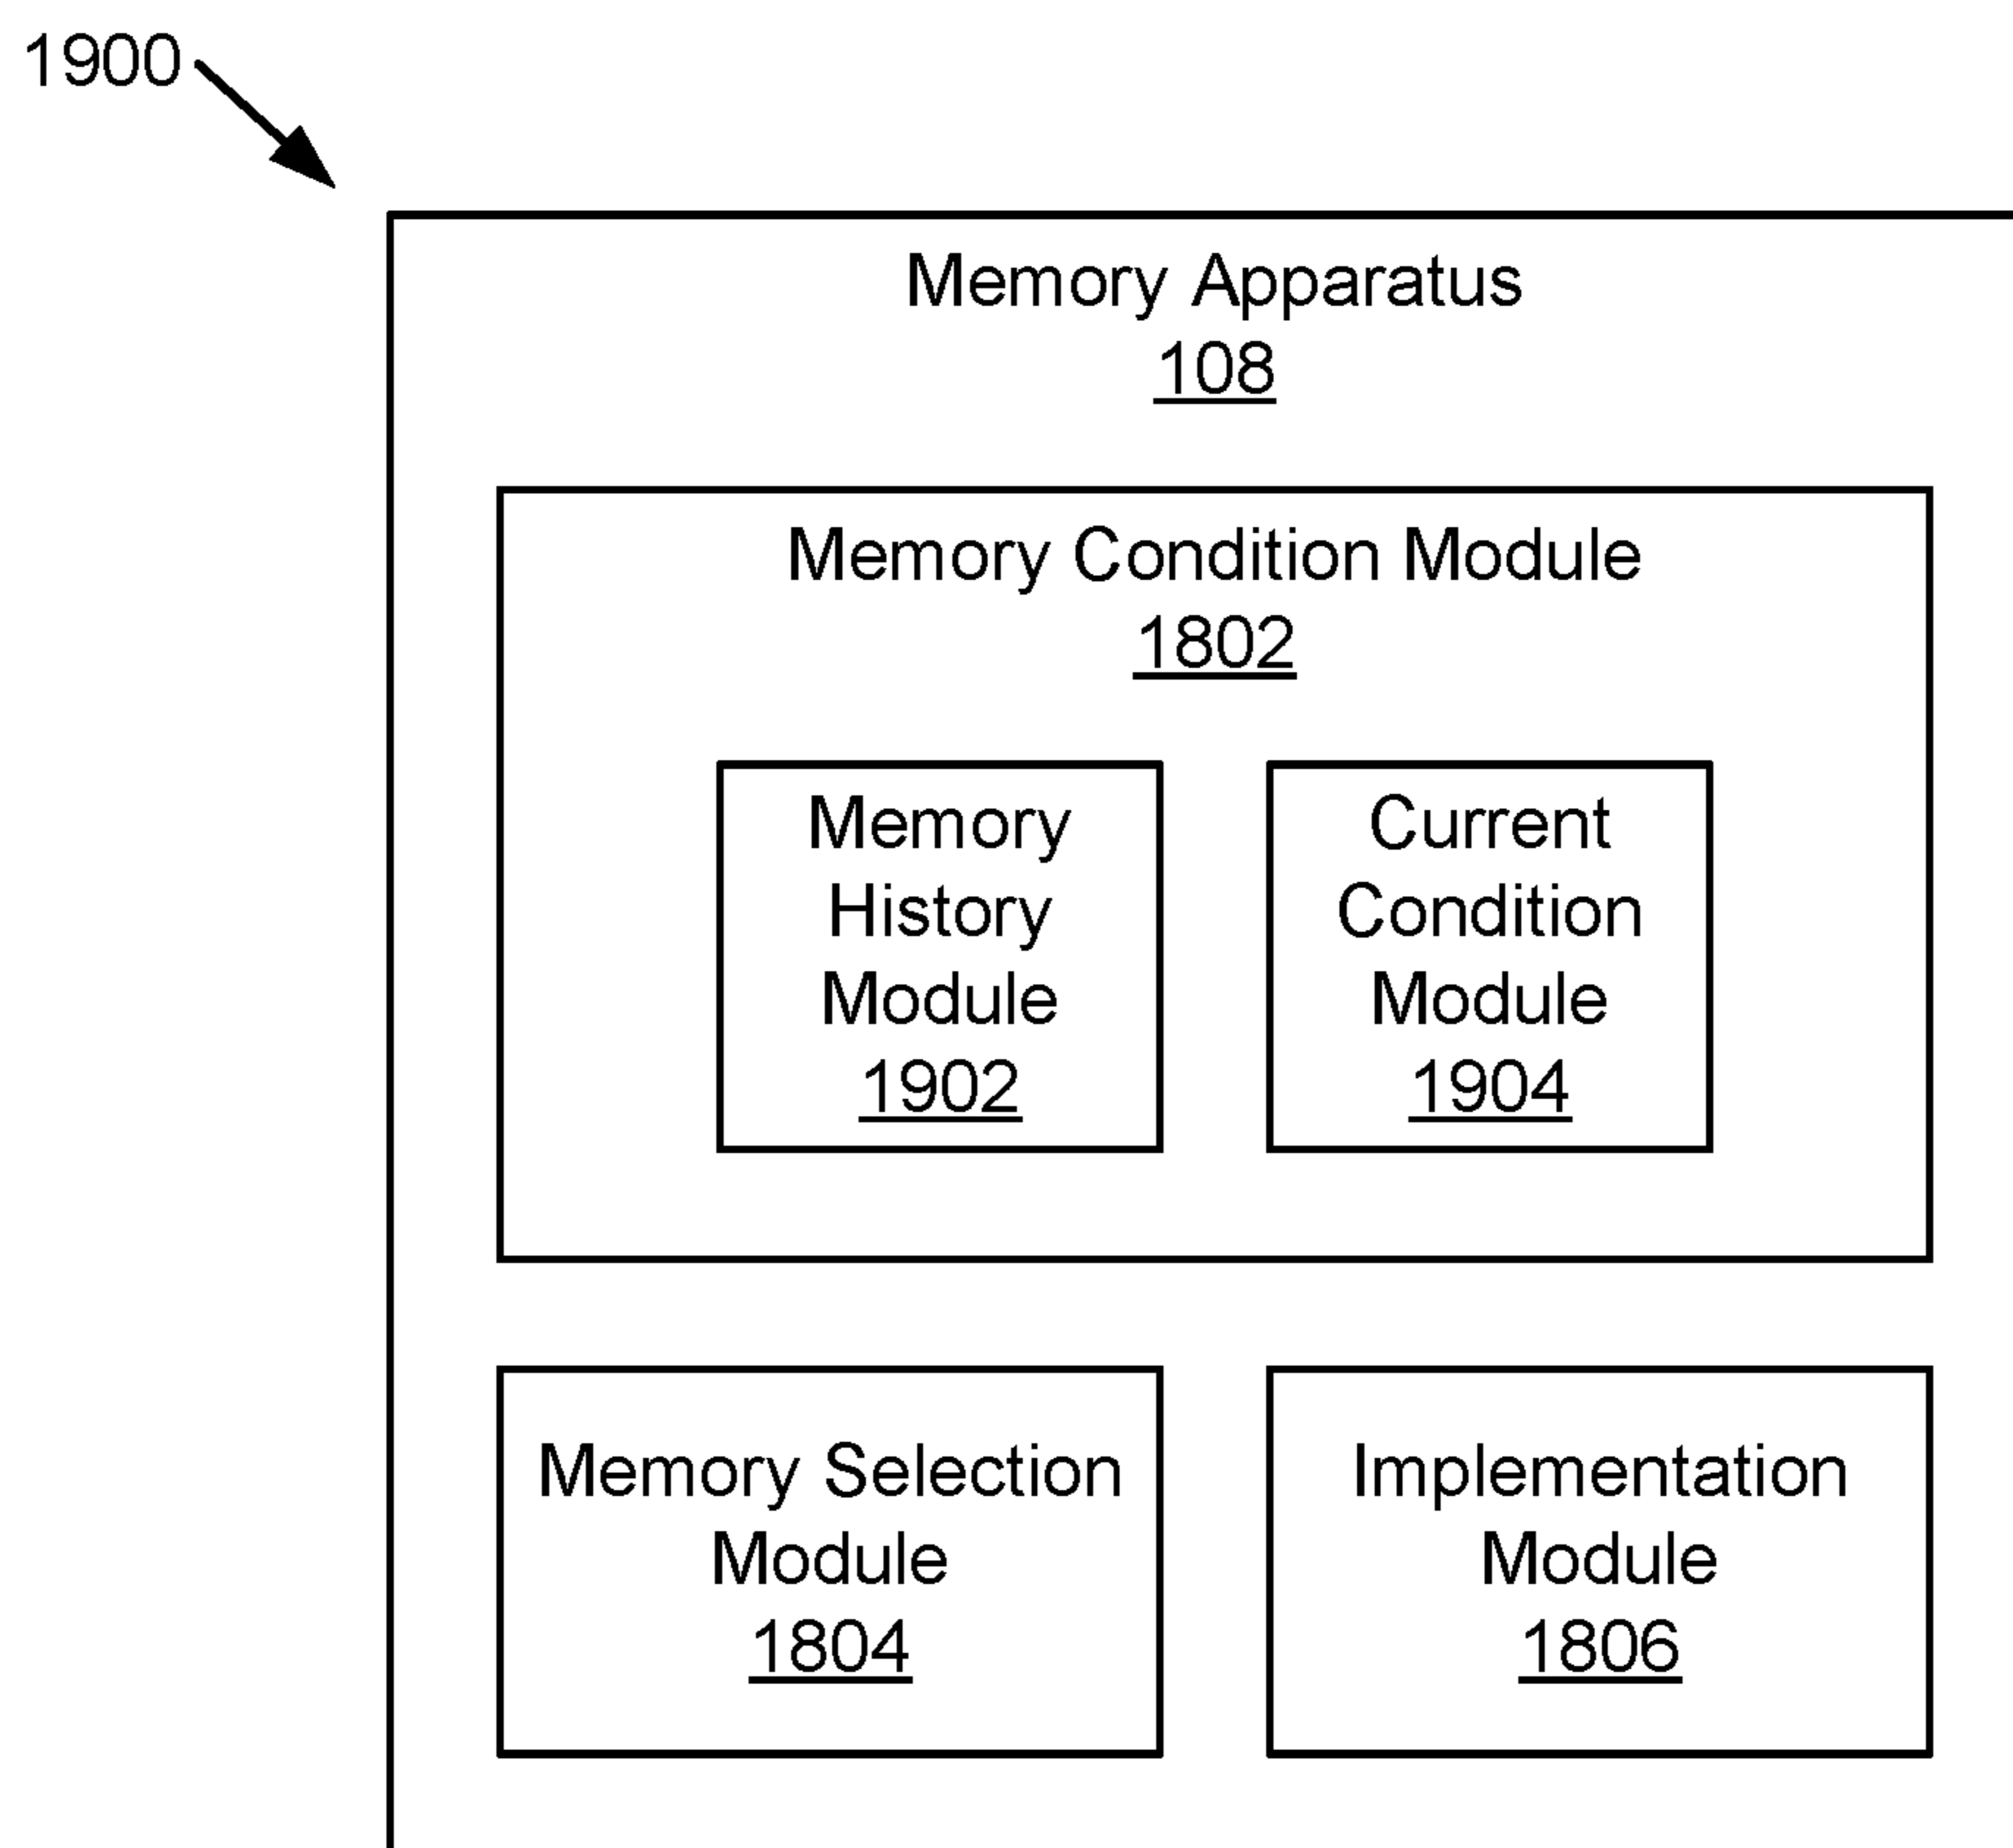 1900
Memory Apparatus
108
Memory Condition Module
1802
Memory
History
Module
1902
Current
Condition
Module
1904
Memory Selection
Module
1804
Implementation
Module
1806